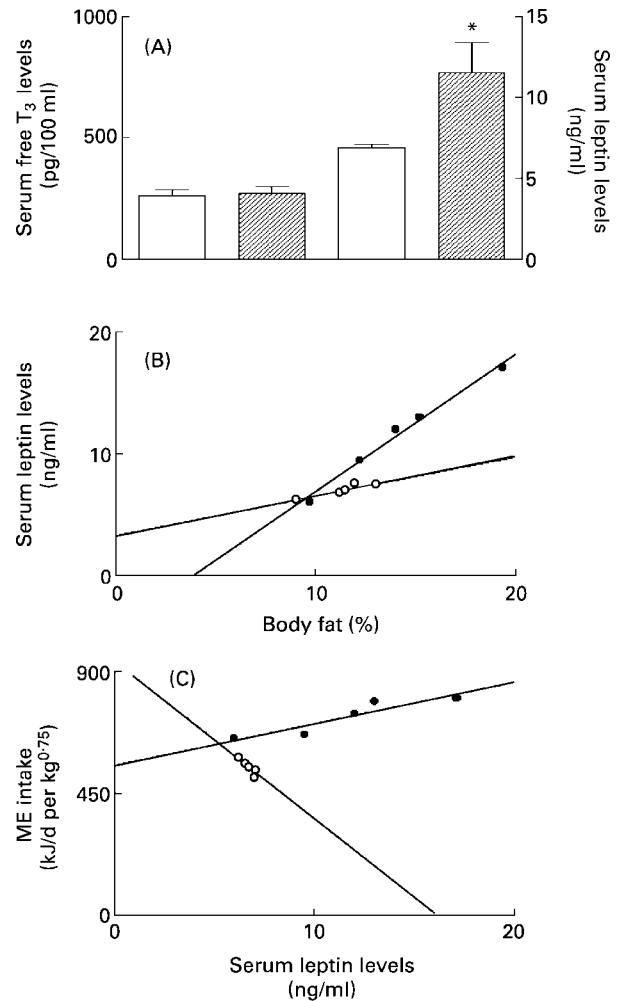 (A)
Serum free T₃ levels
(pg/100 ml)
1000
500
0
*
15
10
5
0
Serum leptin levels
(ng/ml)
(B)
Serum leptin levels
(ng/ml)
20
10
0
0 10 20
Body fat (%)
(C)
ME intake
(kJ/d per kg⁰·⁷⁵)
900
450
0
0 10 20
Serum leptin levels
(ng/ml)